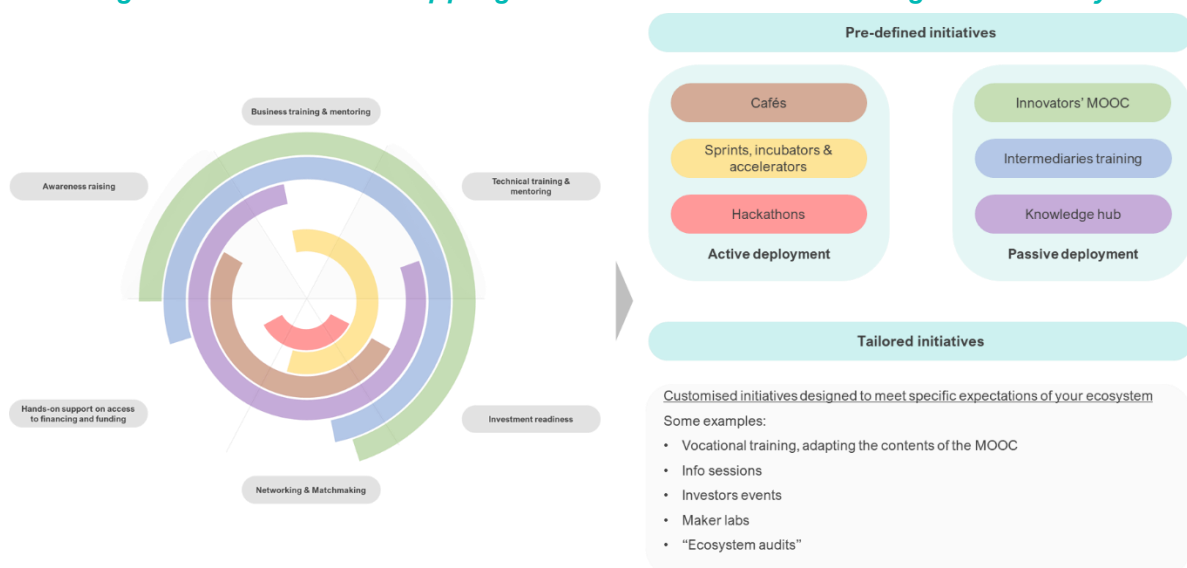 Business training & mentoring
Awareness raising
Technical training &
mentoring
Hands-on support on access
to financing and funding
Investment readiness
Networking & Matchmaking
Pre-defined initiatives
Cafés
Sprints, incubators &
accelerators
Hackathons
Active deployment
Innovators' MOOC
Intermediaries training
Knowledge hub
Passive deployment
Tailored initiatives
Customised initiatives designed to meet specific expectations of your ecosystem
Some examples:
• Vocational training, adapting the contents of the MOOC
• Info sessions
• Investors events
• Maker labs
• “Ecosystem audits”